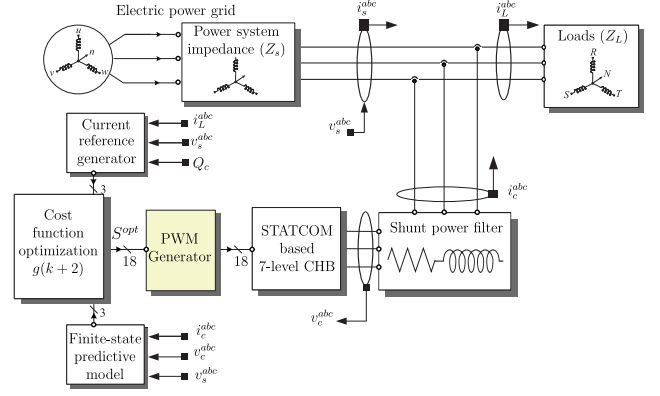 Electric power grid
u
n
v
w
Power system
impedance (Z_s)
i_s^{abc}
i_L^{abc}
Loads (Z_L)
R
N
S
T
v_s^{abc}
Current
reference
generator
i_L^{abc}
v_s^{abc}
Q_c
3
i_c^{abc}
Cost
function
optimization
g(k + 2)
S^{opt}
18
PWM
Generator
18
STATCOM
based
7-level CHB
Shunt power filter
v_c^{abc}
3
Finite-state
predictive
model
i_c^{abc}
v_c^{abc}
v_s^{abc}